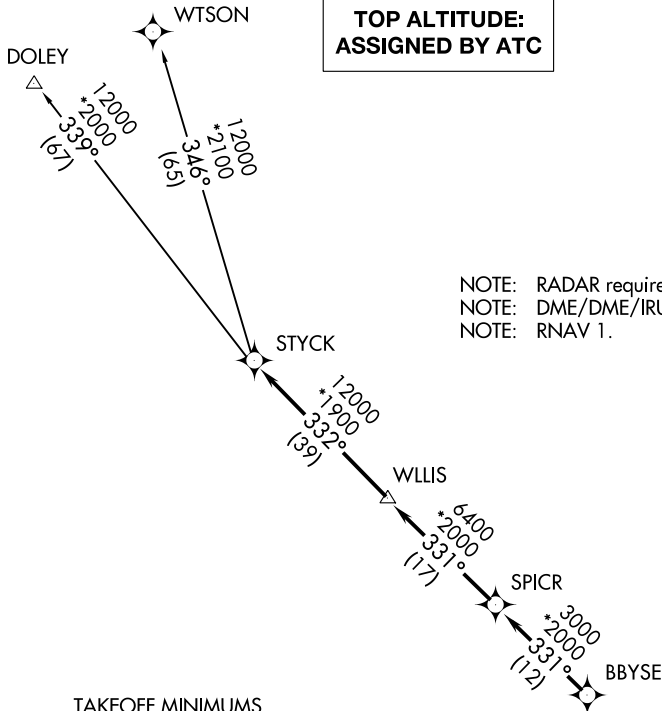 WTSON
TOP ALTITUDE:
ASSIGNED BY ATC
DOLEY
12000
*2000
339°
(67)
12000
*2100
346°
(65)
NOTE: RADAR require
NOTE: DME/DME/IRU
NOTE: RNAV 1.
STYCK
12000
*1900
332°
(39)
WLLIS
6400
*2000
331°
(17)
SPICR
3000
*2000
331°
(12)
BBYSE
TAKEOFF MINIMUMS